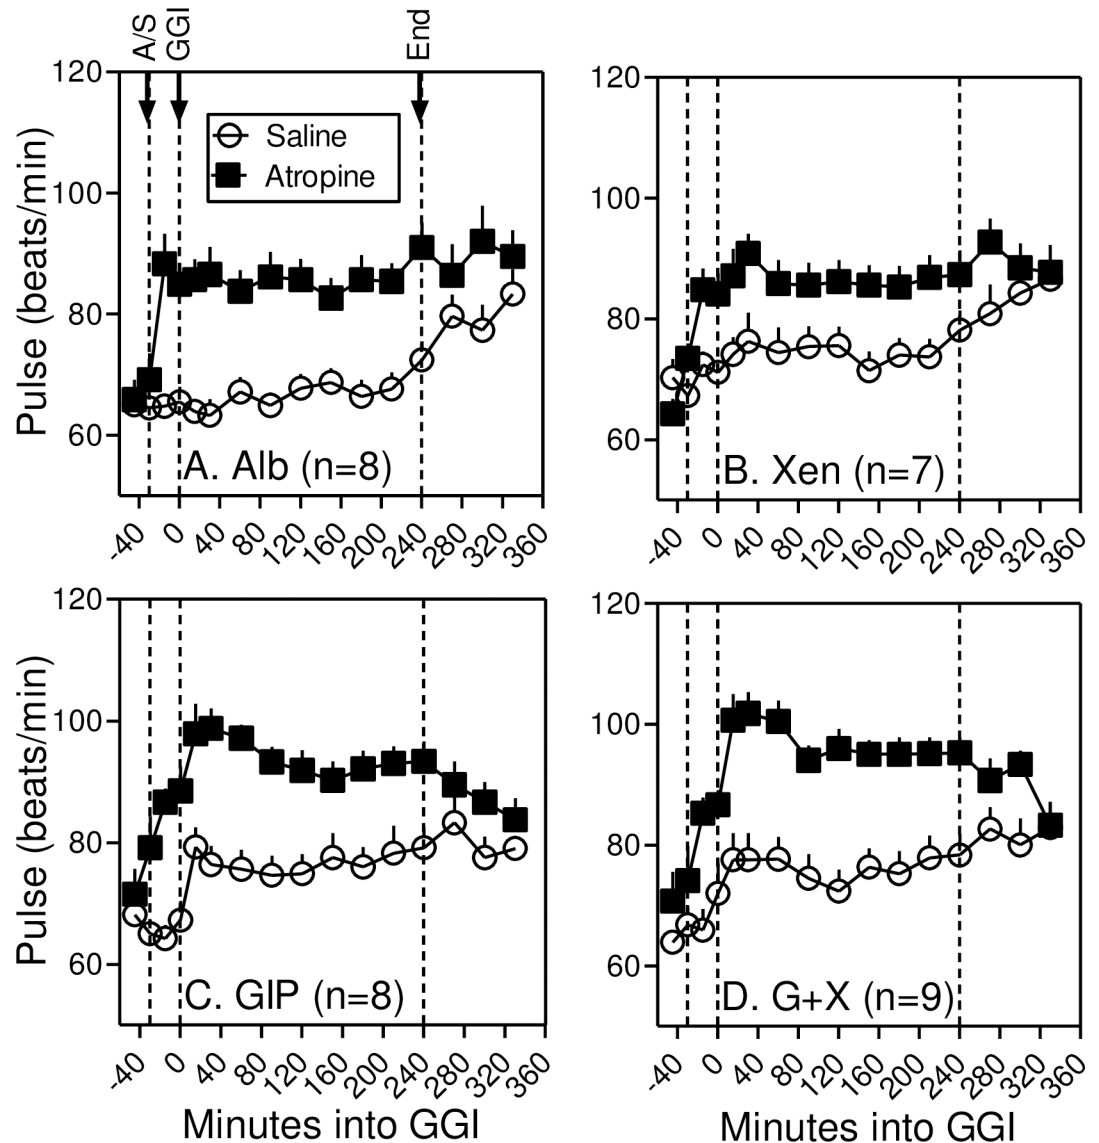 A/S
GGI
End
Saline
Atropine
Pulse (beats/min)
120
100
80
60
A. Alb (n=8)
-40 0 40 80 120 160 200 240 280 320 360
120
100
80
60
B. Xen (n=7)
-40 0 40 80 120 160 200 240 280 320 360
Pulse (beats/min)
120
100
80
60
C. GIP (n=8)
-40 0 40 80 120 160 200 240 280 320 360
Minutes into GGI
120
100
80
60
D. G+X (n=9)
-40 0 40 80 120 160 200 240 280 320 360
Minutes into GGI